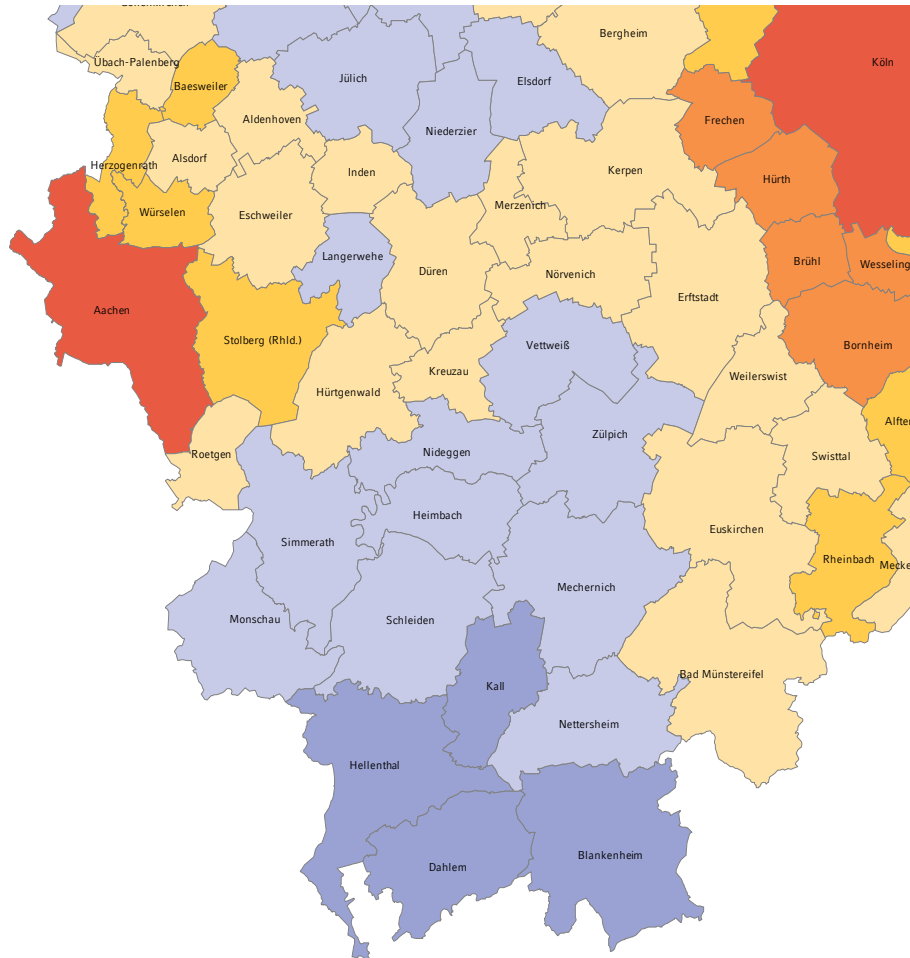 Bergheim
Übach-Palenberg
Köln
Baesweiler
Jülich
Elsdorf
Aldenhoven
Frechen
Niederzier
Alsdorf
Herzogenrath
Inden
Kerpen
Hürth
Würselen
Eschweiler
Merzenich
Langerwehe
Brühl
Wesseling
Düren
Nörvenich
Erftstadt
Aachen
Stolberg (Rhld.)
Vettweiß
Bornheim
Kreuzau
Weilerswist
Hürtgenwald
Alfter
Zülpich
Roetgen
Nideggen
Swisttal
Heimbach
Euskirchen
Simmerath
Rheinbach
Mecke
Mechernich
Monschau
Schleiden
Bad Münstereifel
Kall
Nettersheim
Hellenthal
Blankenheim
Dahlem